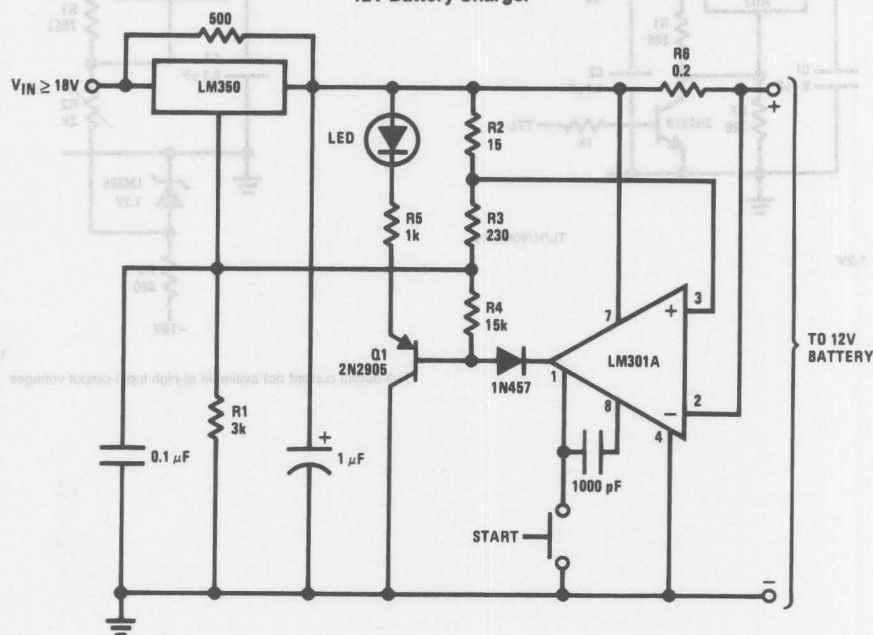 12V Battery Charger
500
VIN ≥ 18V
LM350
R6
0.2
+
LED
R2
15
R5
1k
R3
230
R4
15k
7
3
+
LM301A
TO 12V
BATTERY
Q1
2N2905
1N457
1
8
2
−
4
R1
3k
0.1 μF
+
1 μF
1000 pF
START
−